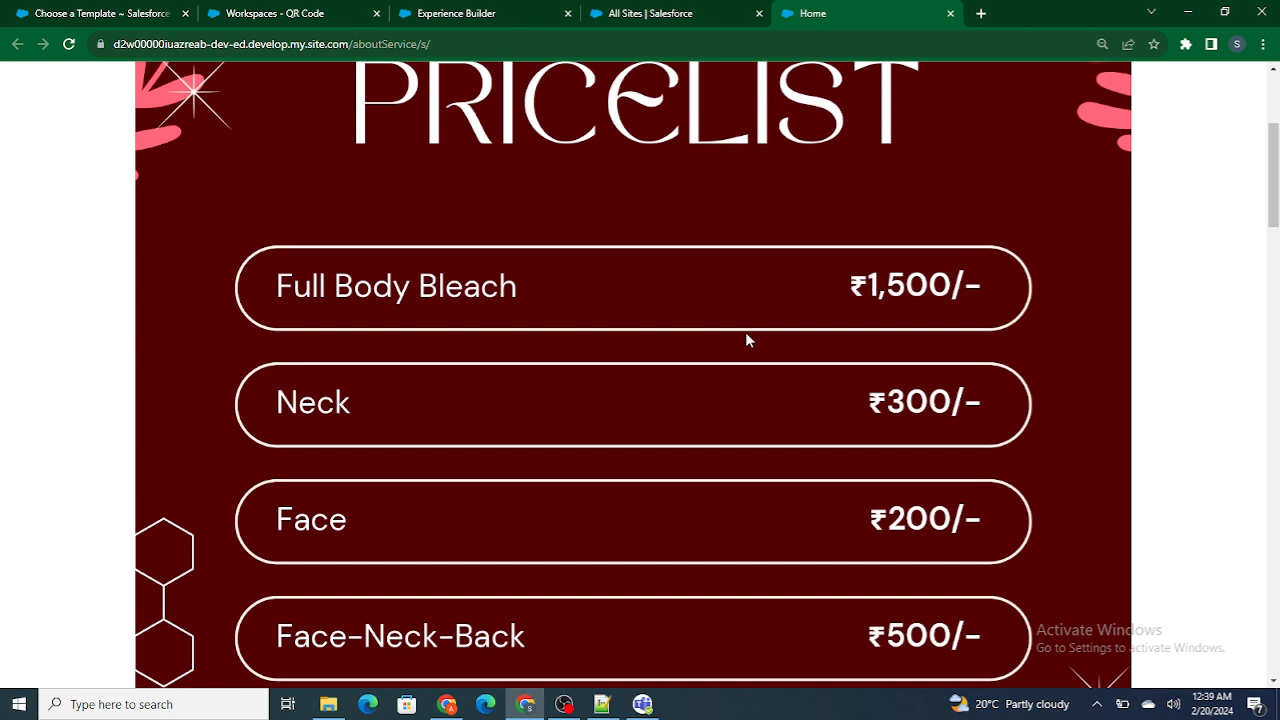 Choose a Template ~ Salesforce
Workspaces - QR Code
Experience Builder
All Sites | Salesforce
Home
d2w00000iuazreab-dev-ed.develop.my.site.com/aboutService/s/
S
PRICELIST
Full Body Bleach ₹1,500/-
Neck ₹300/-
Face ₹200/-
Face-Neck-Back ₹500/-
Activate Windows
Go to Settings to activate Windows.
Type here to search
20°C Partly cloudy
12:39 AM
2/20/2024